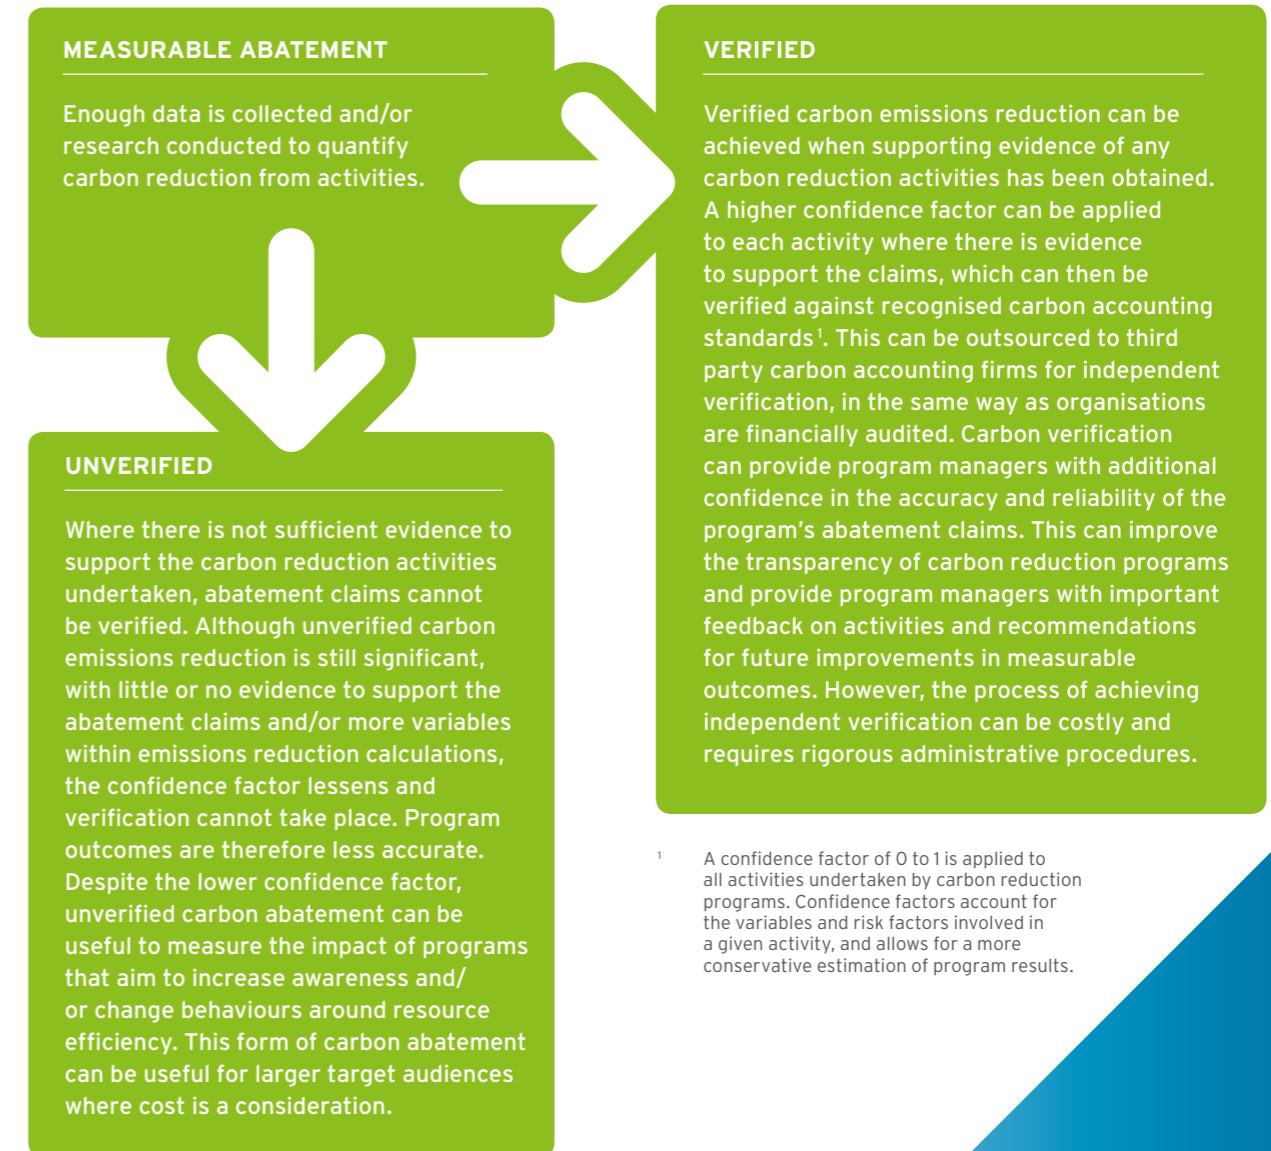 MEASURABLE ABATEMENT
Enough data is collected and/or
research conducted to quantify
carbon reduction from activities.
UNVERIFIED
Where there is not sufficient evidence to
support the carbon reduction activities
undertaken, abatement claims cannot
be verified. Although unverified carbon
emissions reduction is still significant,
with little or no evidence to support the
abatement claims and/or more variables
within emissions reduction calculations,
the confidence factor lessens and
verification cannot take place. Program
outcomes are therefore less accurate.
Despite the lower confidence factor,
unverified carbon abatement can be
useful to measure the impact of programs
that aim to increase awareness and/
or change behaviours around resource
efficiency. This form of carbon abatement
can be useful for larger target audiences
where cost is a consideration.
VERIFIED
Verified carbon emissions reduction can be
achieved when supporting evidence of any
carbon reduction activities has been obtained.
A higher confidence factor can be applied
to each activity where there is evidence
to support the claims, which can then be
verified against recognised carbon accounting
standards¹. This can be outsourced to third
party carbon accounting firms for independent
verification, in the same way as organisations
are financially audited. Carbon verification
can provide program managers with additional
confidence in the accuracy and reliability of the
program's abatement claims. This can improve
the transparency of carbon reduction programs
and provide program managers with important
feedback on activities and recommendations
for future improvements in measurable
outcomes. However, the process of achieving
independent verification can be costly and
requires rigorous administrative procedures.
¹ A confidence factor of 0 to 1 is applied to
all activities undertaken by carbon reduction
programs. Confidence factors account for
the variables and risk factors involved in
a given activity, and allows for a more
conservative estimation of program results.